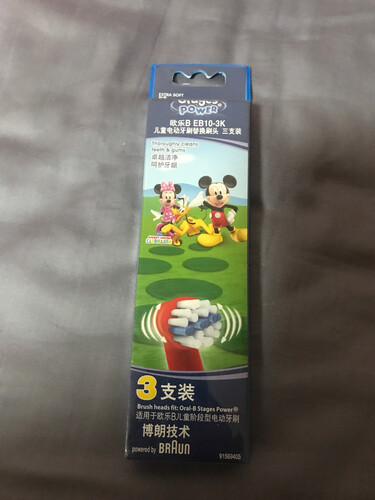 EXTRA SOFT
Stages
POWER
欧乐B EB10-3K
儿童电动牙刷替换刷头 三支装
thoroughly cleans
teeth & gums
卓越洁净
呵护牙龈
3支装
Brush heads fit: Oral-B Stages Power®
适用于欧乐B儿童阶段型电动牙刷
博朗技术
powered by BRAUN
91569405